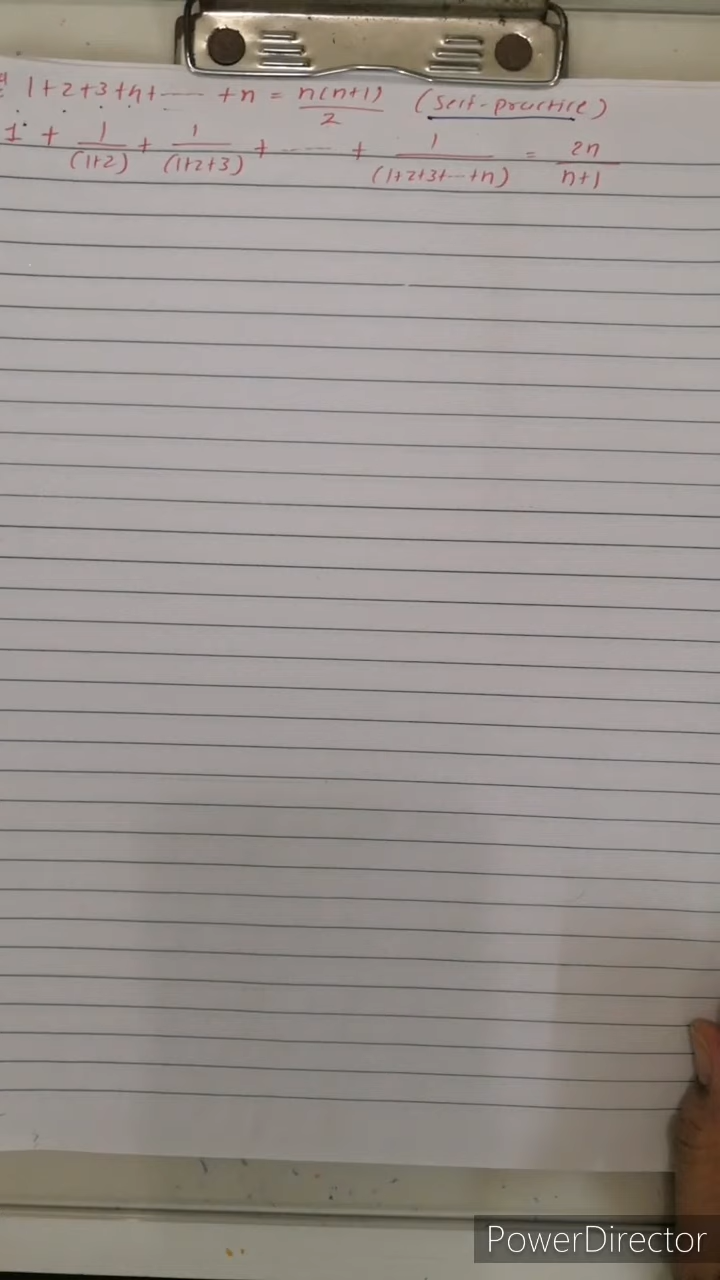 1+2+3+4+ ------ +n = n(n+1)/2 (Self-practice)
1 + 1/(1+2) + 1/(1+2+3) + ------ + 1/(1+2+3+---+n) = 2n/n+1
PowerDirector